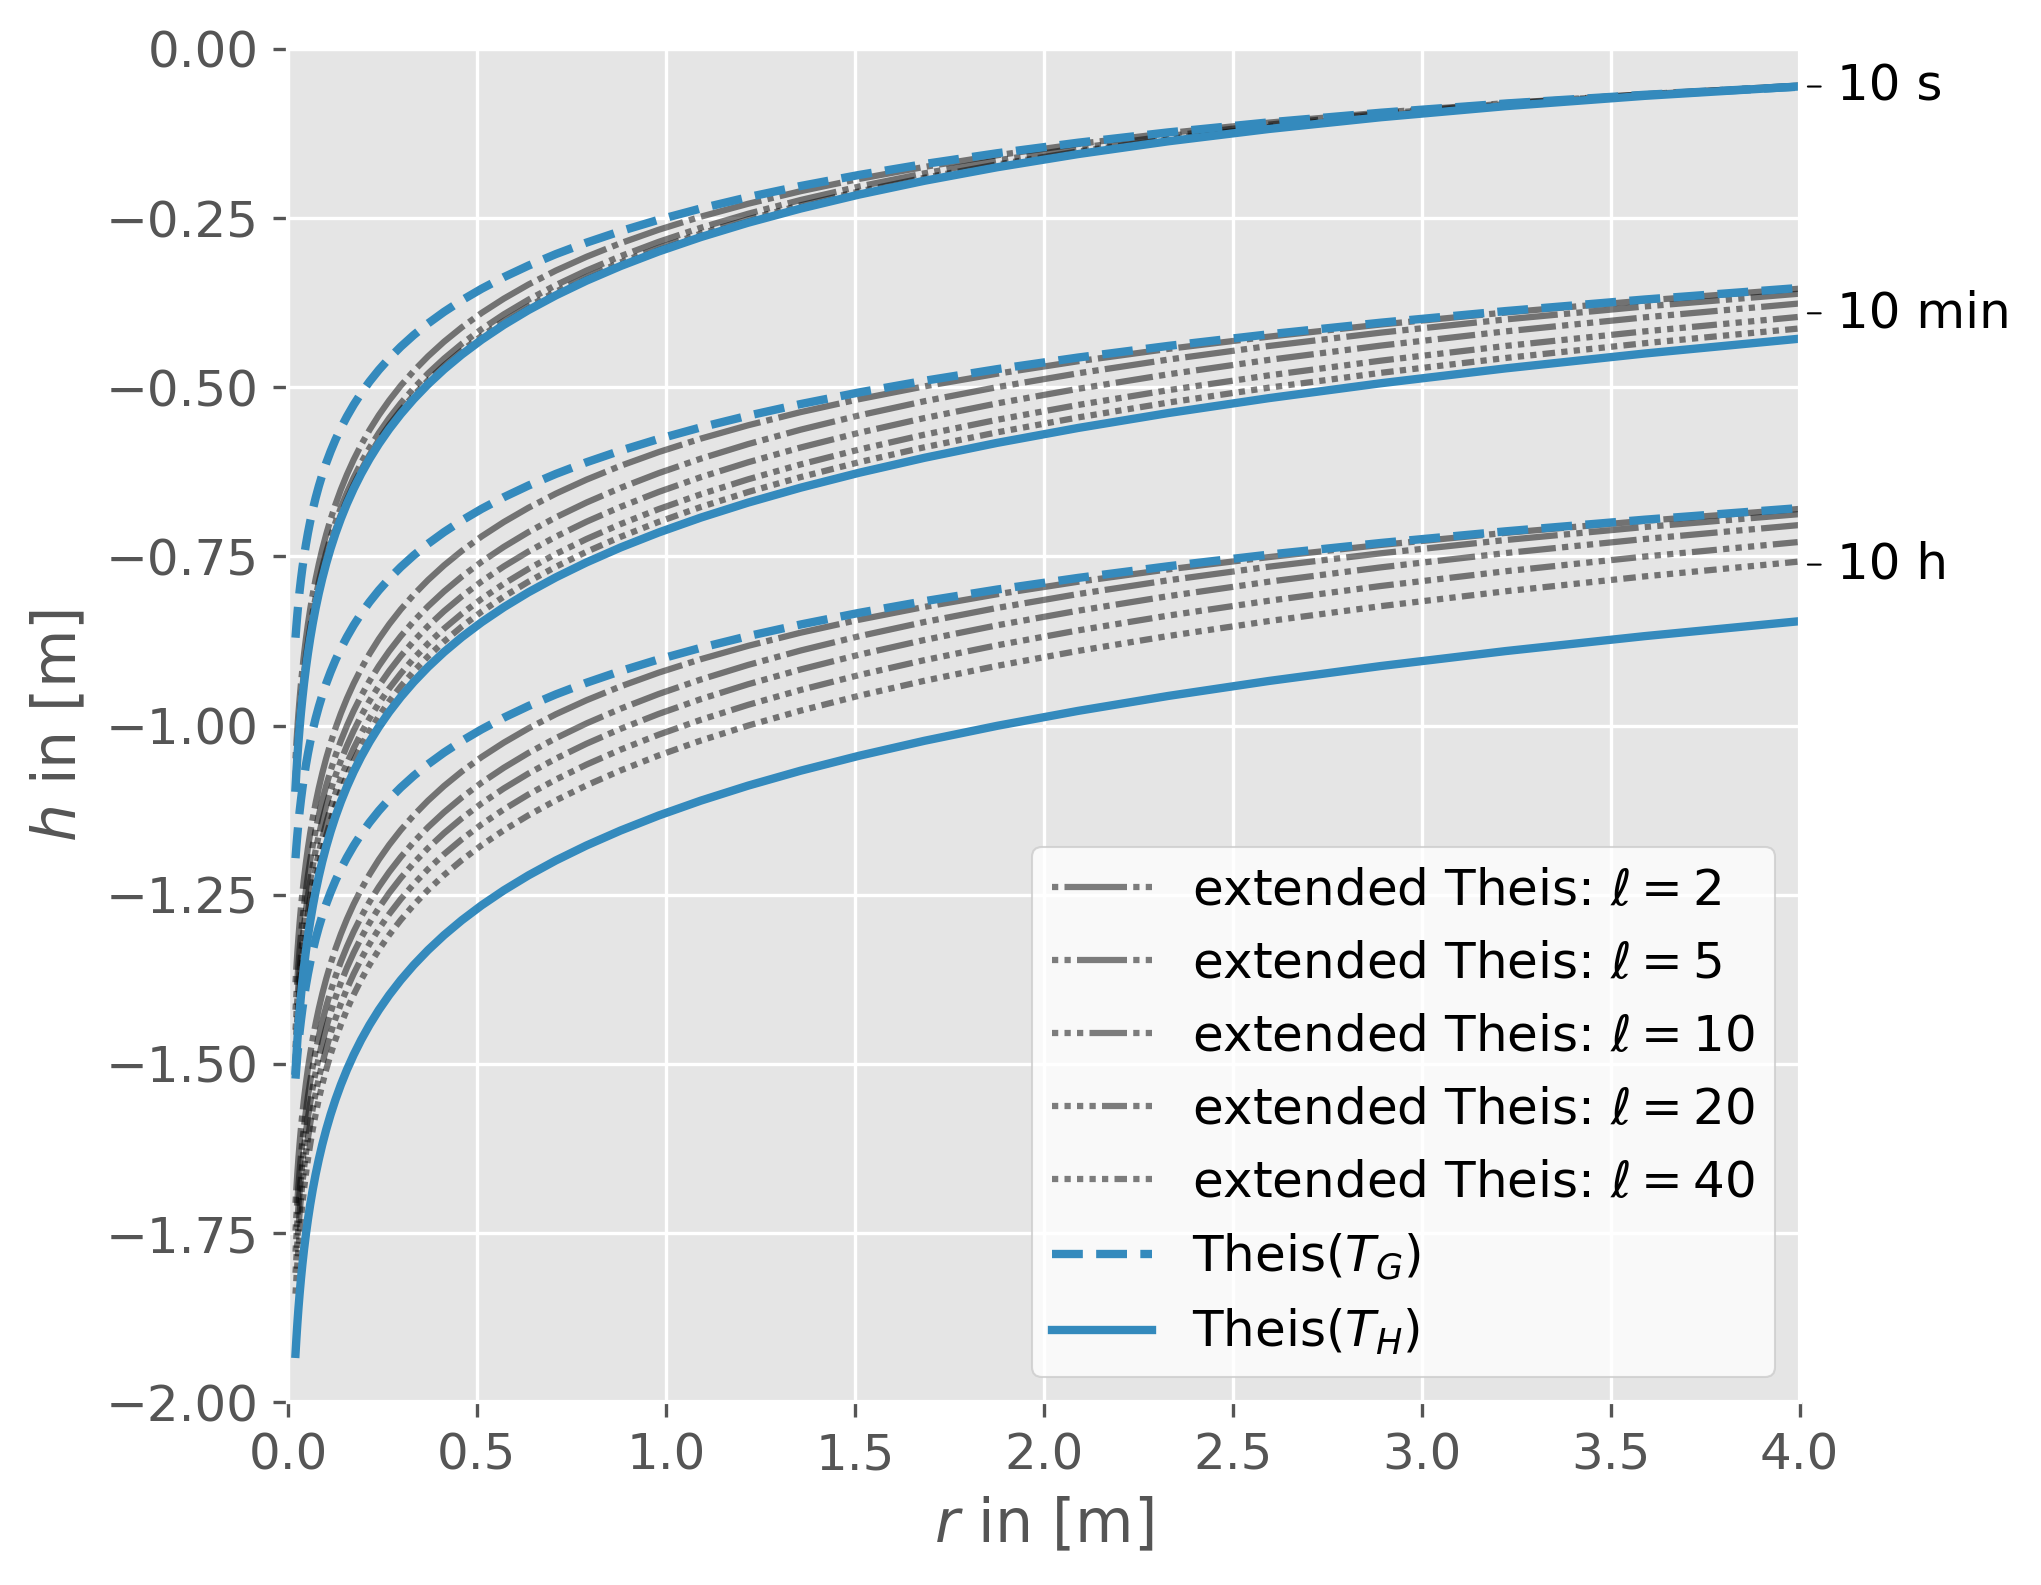 0.00
−0.25
−0.50
−0.75
−1.00
−1.25
−1.50
−1.75
−2.00
h in [m]
10 s
10 min
10 h
extended Theis: ℓ = 2
extended Theis: ℓ = 5
extended Theis: ℓ = 10
extended Theis: ℓ = 20
extended Theis: ℓ = 40
Theis(T_G)
Theis(T_H)
0.0 0.5 1.0 1.5 2.0 2.5 3.0 3.5 4.0
r in [m]